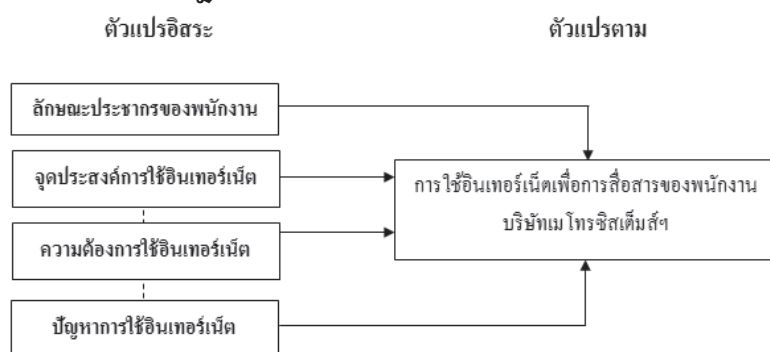 ตัวแปรอิสระ
ตัวแปรตาม
ลักษณะประชากรของพนักงาน
จุดประสงค์การใช้อินเทอร์เน็ต
การใช้อินเทอร์เน็ตเพื่อการสื่อสารของพนักงาน
บริษัทเมโทรซิสเต็มส์ฯ
ความต้องการใช้อินเทอร์เน็ต
ปัญหาการใช้อินเทอร์เน็ต